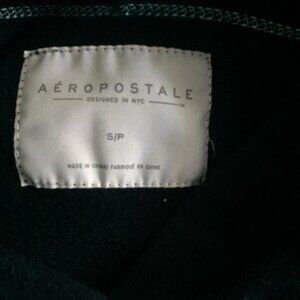 AÉROPOSTALE
DESIGNED IN NYC ™
S/P
MADE IN CHINA/ FABRIQUÉ EN CHINE